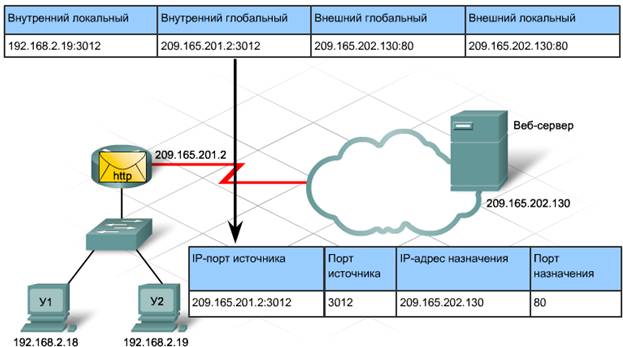 Внутренний локальный Внутренний глобальный Внешний глобальный Внешний локальный
192.168.2.19:3012 209.165.201.2:3012 209.165.202.130:80 209.165.202.130:80
Веб-сервер
209.165.201.2
http
209.165.202.130
IP-порт источника Порт источника IP-адрес назначения Порт назначения
209.165.201.2:3012 3012 209.165.202.130 80
У1 У2
192.168.2.18 192.168.2.19